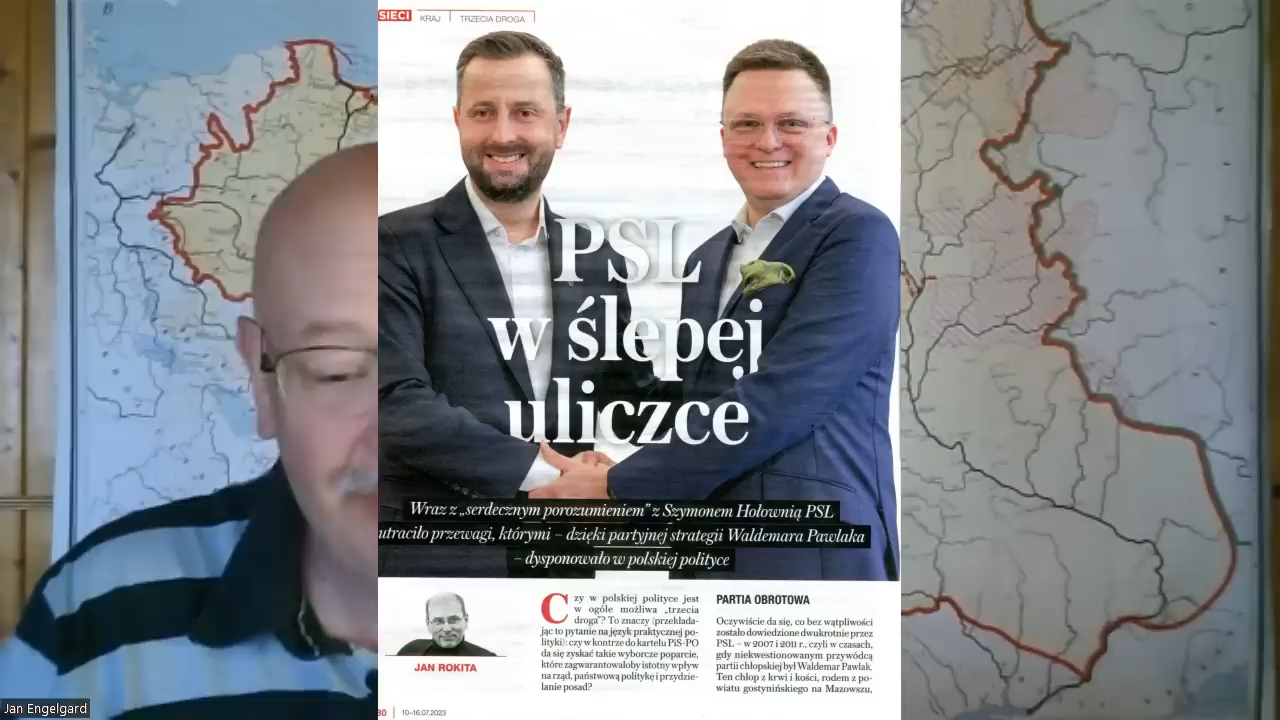 SIECI KRAJ TRZECIA DROGA
PSL
w ślepej
uliczce
Wraz z „serdecznym porozumieniem” z Szymonem Hołownią PSL
utraciło przewagi, którymi – dzięki partyjnej strategii Waldemara Pawlaka
– dysponowało w polskiej polityce
JAN ROKITA
Czy w polskiej polityce jest
w ogóle możliwa „trzecia
droga”? To znaczy (przekłada-
jąc to pytanie na język praktycznej po-
lityki): czy w kontrze do kartelu PiS-PO
da się zyskać takie wyborcze poparcie,
które zagwarantowałoby istotny wpływ
na rząd, państwową politykę i przydzie-
lanie posad?
PARTIA OBROTOWA
Oczywiście da się, co bez wątpliwości
zostało dowiedzione dwukrotnie przez
PSL – w 2007 i 2011 r., czyli w czasach,
gdy niekwestionowanym przywódcą
partii chłopskiej był Waldemar Pawlak.
Ten chłop z krwi i kości, rodem z po-
wiatu gostynińskiego na Mazowszu,
30 10–16.07.2023
Jan Engelgard